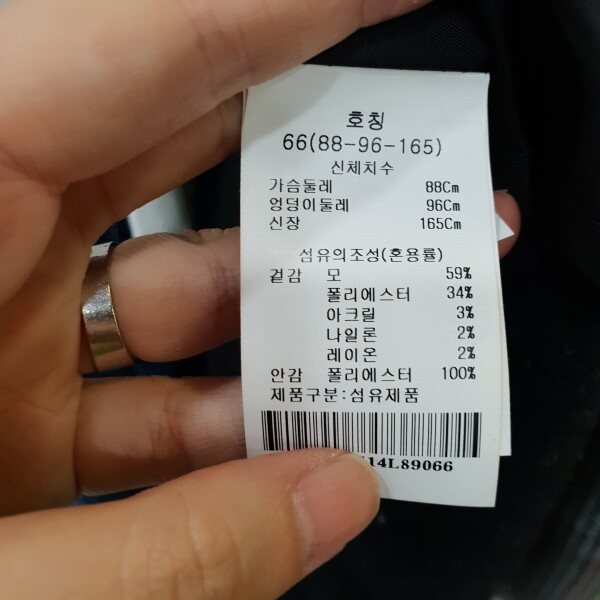 호칭
66(88-96-165)
신체치수
가슴둘레 88Cm
엉덩이둘레 96Cm
신장 165Cm
섬유의조성(혼용률)
겉감 모 59%
폴리에스터 34%
아크릴 3%
나일론 2%
레이온 2%
안감 폴리에스터 100%
제품구분:섬유제품
14L89066